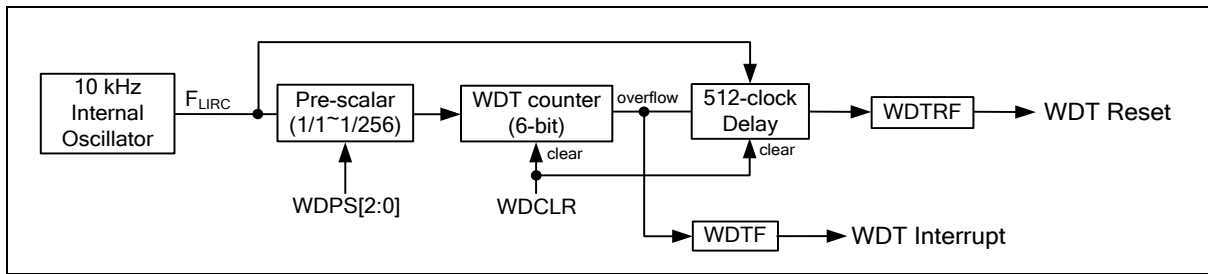 10 kHz
Internal
Oscillator
FLIRC
Pre-scalar
(1/1~1/256)
WDT counter
(6-bit)
overflow
512-clock
Delay
WDTRF
WDT Reset
clear
clear
WDPS[2:0]
WDCLR
WDTF
WDT Interrupt